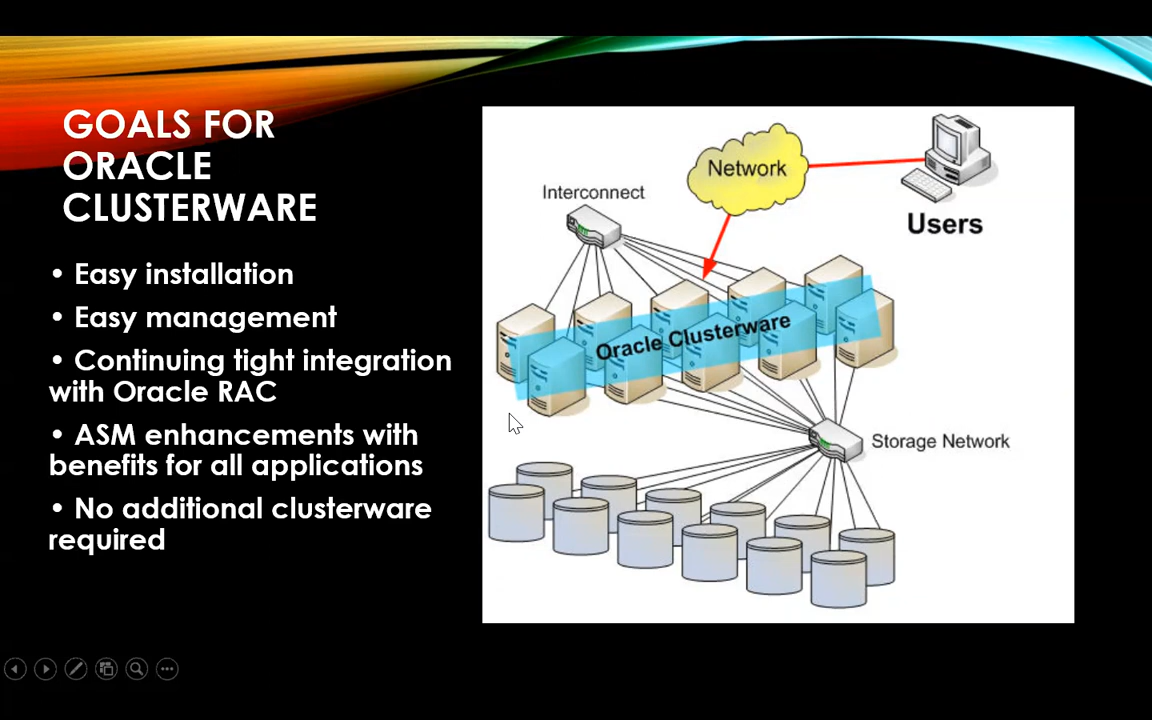 GOALS FOR
ORACLE
CLUSTERWARE
• Easy installation
• Easy management
• Continuing tight integration
with Oracle RAC
• ASM enhancements with
benefits for all applications
• No additional clusterware
required
Network
Interconnect
Users
Oracle Clusterware
Storage Network